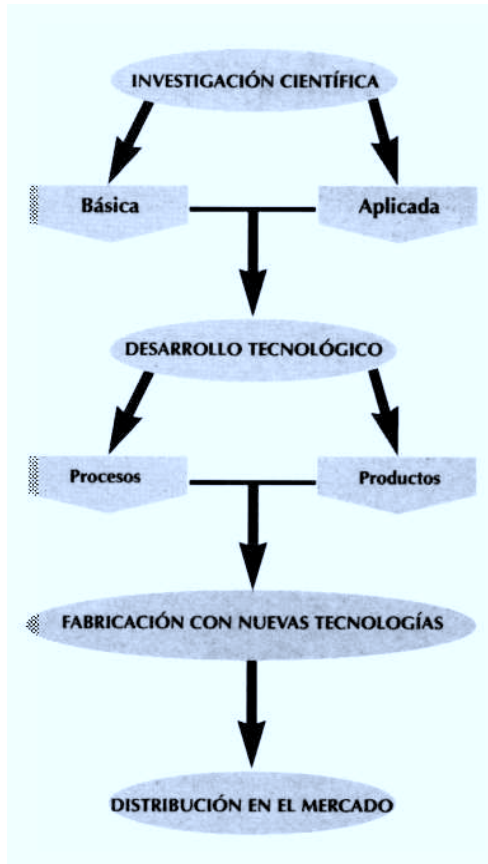 INVESTIGACIÓN CIENTÍFICA
Básica
Aplicada
DESARROLLO TECNOLÓGICO
Procesos
Productos
FABRICACIÓN CON NUEVAS TECNOLOGÍAS
DISTRIBUCIÓN EN EL MERCADO